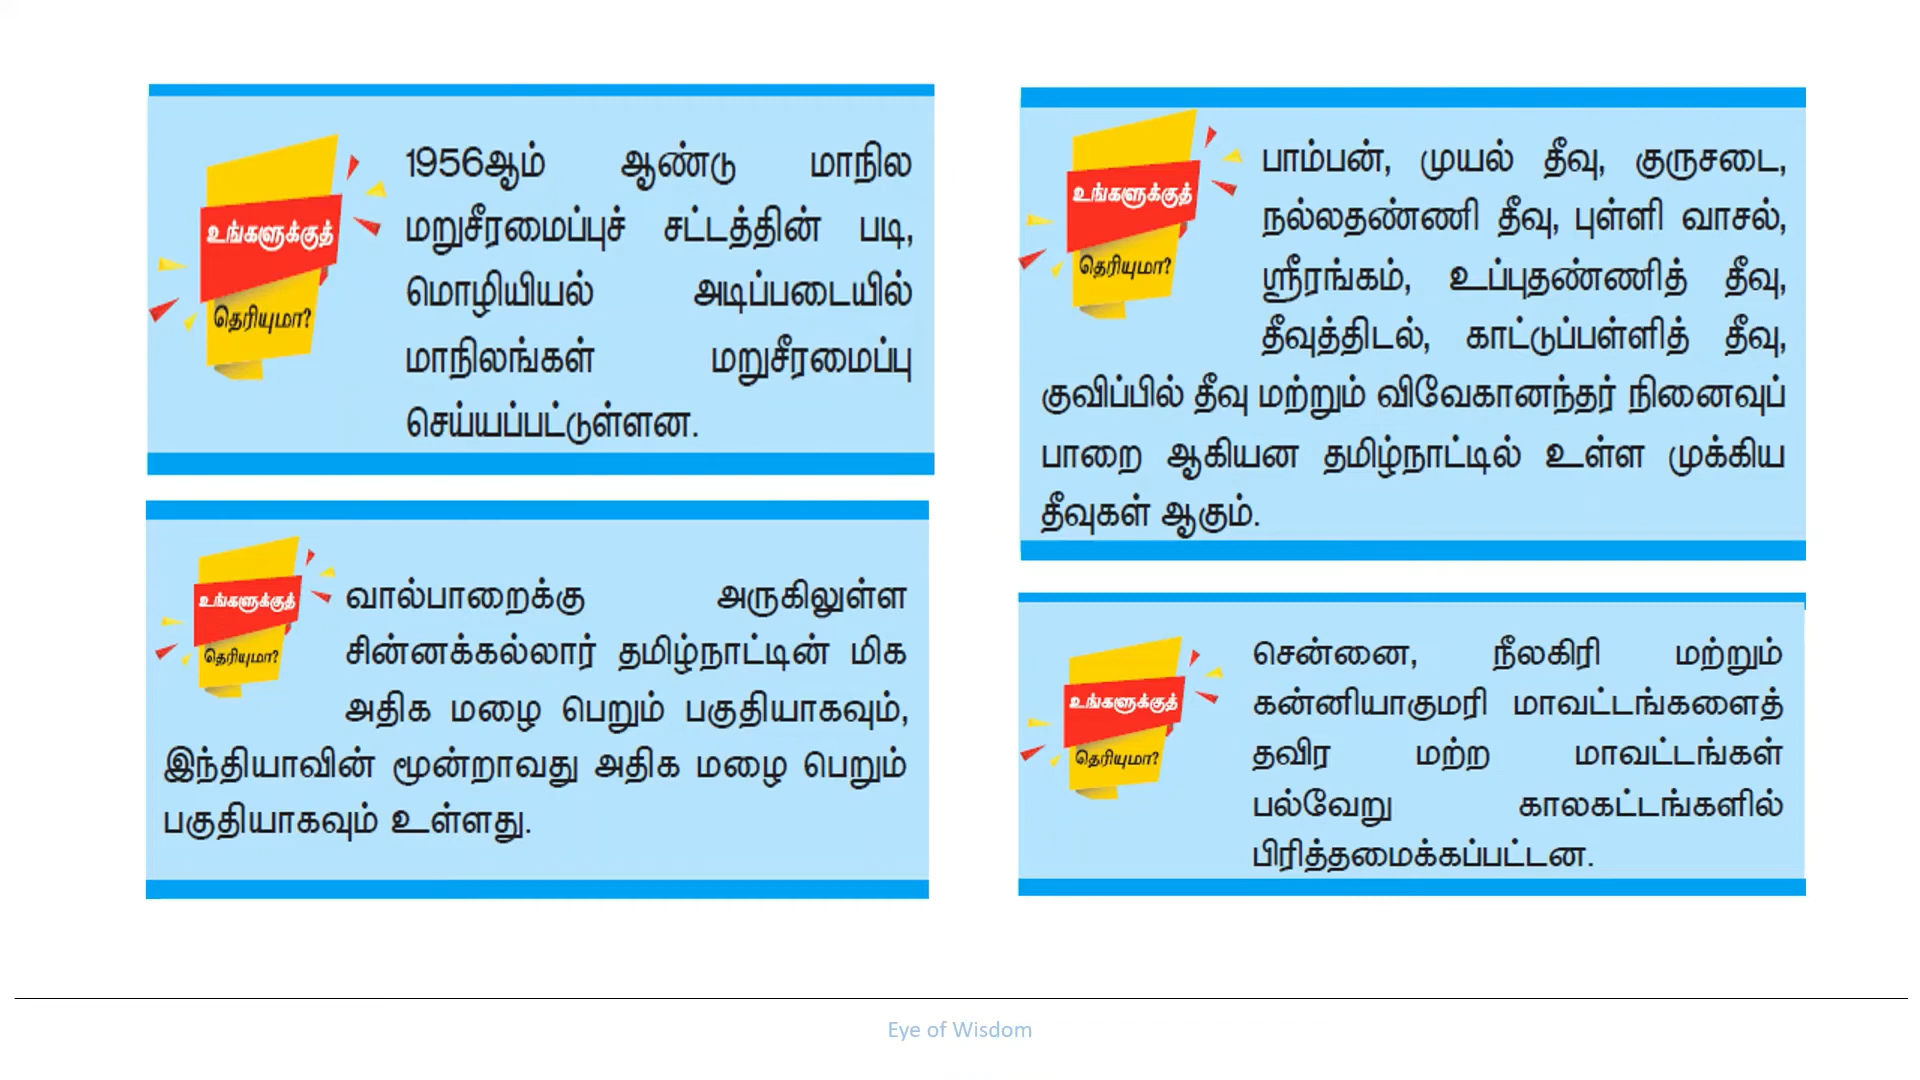 உங்களுக்குத்
தெரியுமா?
1956ஆம் ஆண்டு மாநில
மறுசீரமைப்புச் சட்டத்தின் படி,
மொழியியல் அடிப்படையில்
மாநிலங்கள் மறுசீரமைப்பு
செய்யப்பட்டுள்ளன.
உங்களுக்குத்
தெரியுமா?
வால்பாறைக்கு அருகிலுள்ள
சின்னக்கல்லார் தமிழ்நாட்டின் மிக
அதிக மழை பெறும் பகுதியாகவும்,
இந்தியாவின் மூன்றாவது அதிக மழை பெறும்
பகுதியாகவும் உள்ளது.
உங்களுக்குத்
தெரியுமா?
பாம்பன், முயல் தீவு, குருசடை,
நல்லதண்ணி தீவு, புள்ளி வாசல்,
ஸ்ரீரங்கம், உப்புதண்ணித் தீவு,
தீவுத்திடல், காட்டுப்பள்ளித் தீவு,
குவிப்பில் தீவு மற்றும் விவேகானந்தர் நினைவுப்
பாறை ஆகியன தமிழ்நாட்டில் உள்ள முக்கிய
தீவுகள் ஆகும்.
உங்களுக்குத்
தெரியுமா?
சென்னை, நீலகிரி மற்றும்
கன்னியாகுமரி மாவட்டங்களைத்
தவிர மற்ற மாவட்டங்கள்
பல்வேறு காலகட்டங்களில்
பிரித்தமைக்கப்பட்டன.
Eye of Wisdom